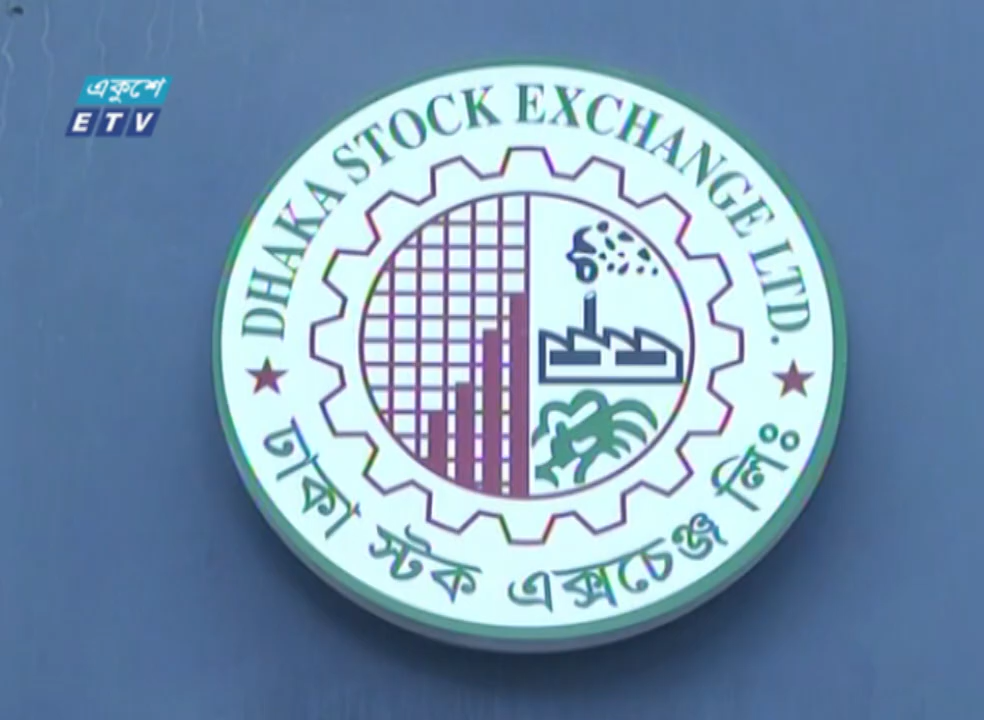 একুশে
ETV
DHAKA STOCK EXCHANGE LTD.
ঢাকা স্টক এক্সচেঞ্জ লিঃ